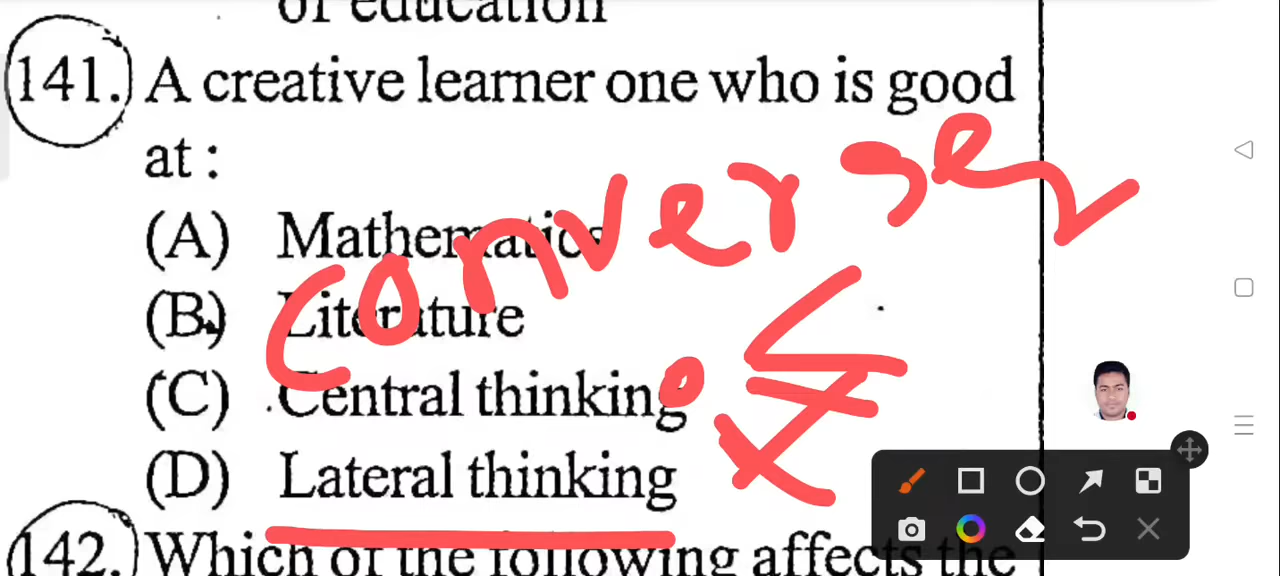 of education
141. A creative learner one who is good
at :
(A) Mathematics
(B) Literature
(C) Central thinking
(D) Lateral thinking
142. Which of the following affects the